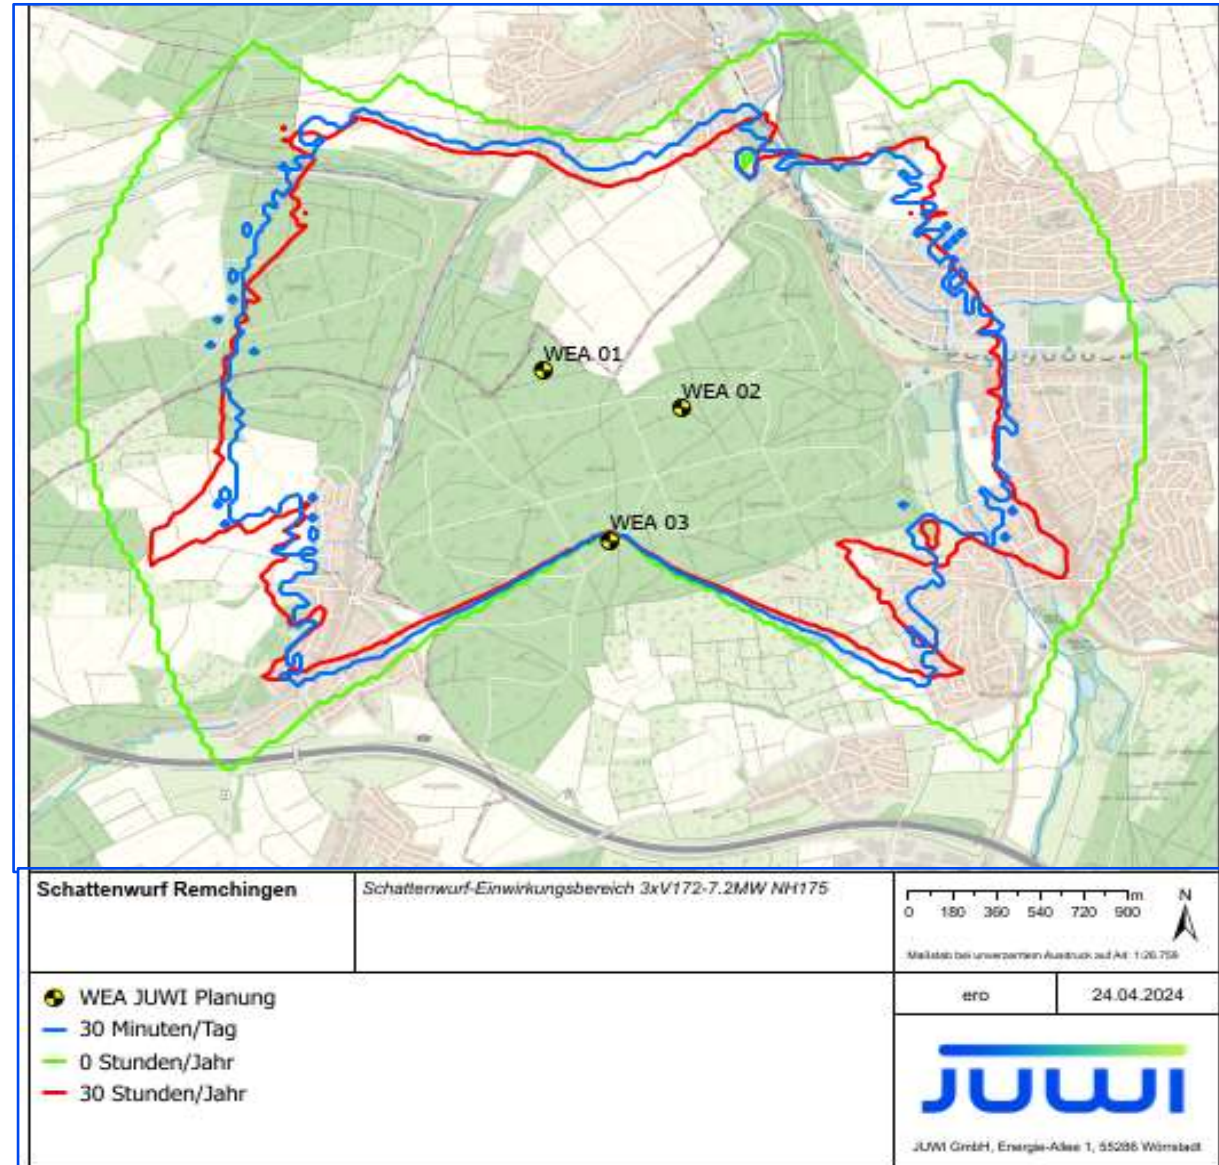 WEA 01
WEA 02
WEA 03
Schattenwurf Remchingen
Schattenwurf-Einwirkungsbereich 3xV172-7.2MW NH175
m
0 180 360 540 720 900
N
Maßstab bei unverzerrtem Ausdruck auf A4: 1:26.759
WEA JUWI Planung
30 Minuten/Tag
0 Stunden/Jahr
30 Stunden/Jahr
ero
24.04.2024
JUWI
JUWI GmbH, Energie-Allee 1, 55286 Wörrstadt